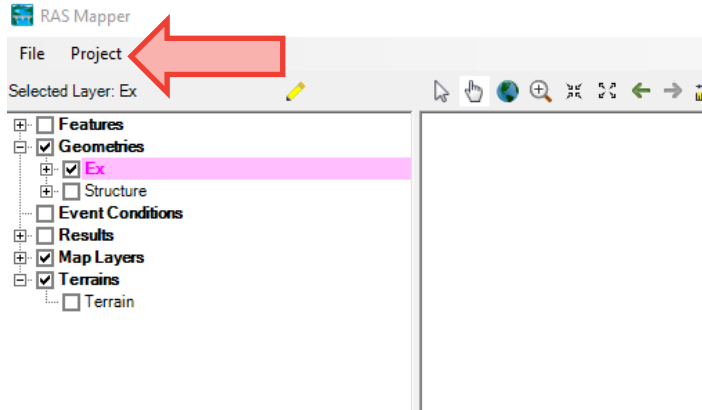 RAS Mapper
File Project
Selected Layer: Ex
Features
Geometries
Ex
Structure
Event Conditions
Results
Map Layers
Terrains
Terrain